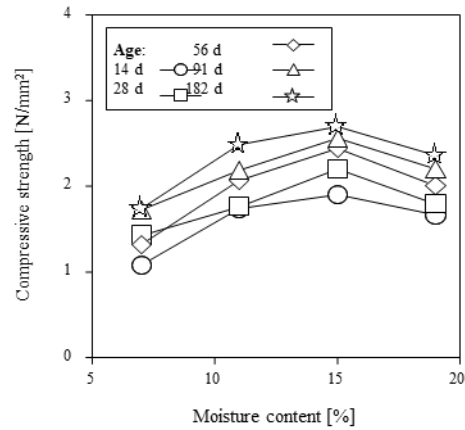 4
3
2
1
0
Compressive strength [N/mm²]
Age: 56 d
14 d 91 d
28 d 182 d
5 10 15 20
Moisture content [%]